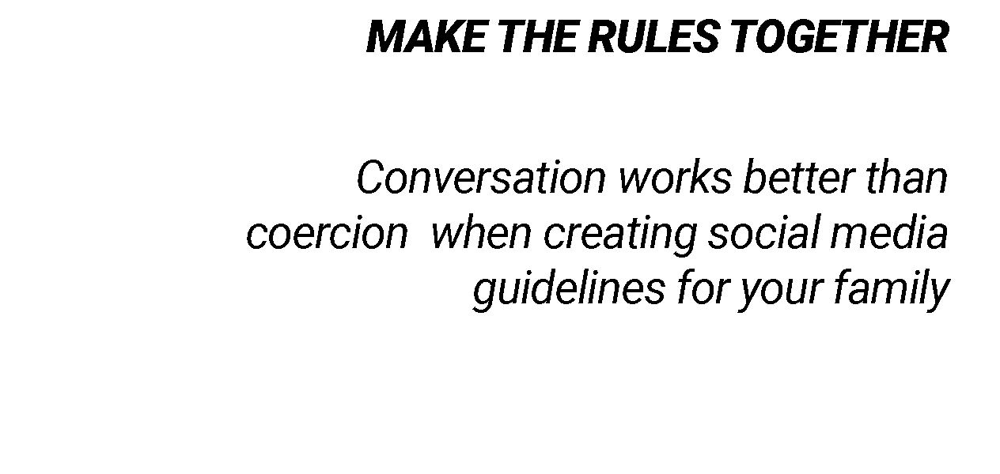 MAKE THE RULES TOGETHER
Conversation works better than
coercion  when creating social media
guidelines for your family